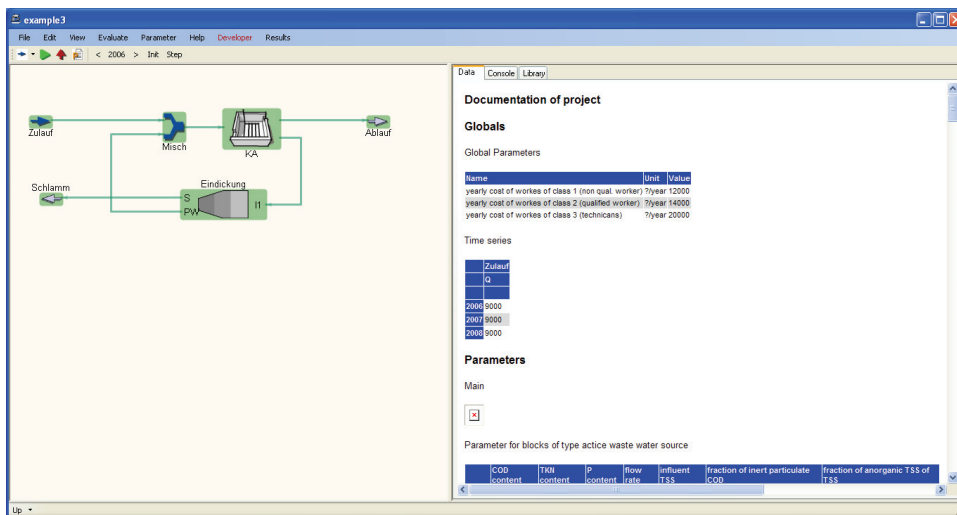 example3
File Edit View Evaluate Parameter Help Developer Results
< 2006 > Init Step
Zulauf
Misch
KA
Ablauf
Schlamm
Eindickung
S
PW
I1
Data Console Library
Documentation of project
Globals
Global Parameters
Name Unit Value
yearly cost of workes of class 1 (non qual. worker) ?/year 12000
yearly cost of workes of class 2 (qualified worker) ?/year 14000
yearly cost of workes of class 3 (technicans) ?/year 20000
Time series
Zulauf
Q
2006 9000
2007 9000
2008 9000
Parameters
Main
Parameter for blocks of type actice waste water source
COD TKN P flow influent fraction of inert particulate fraction of anorganic TSS of
content content content rate TSS COD TSS
Up